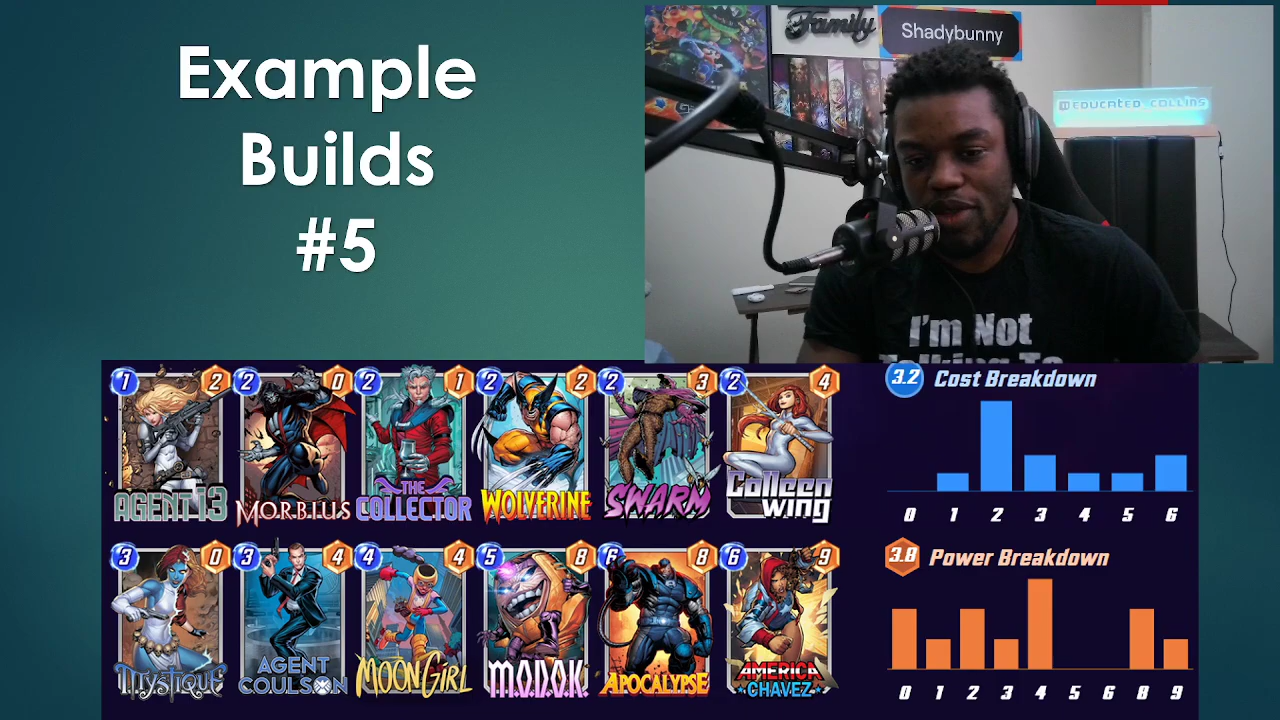 Example
Builds
#5
Family
Shadybunny
EDUCATED COLLINS
I'm Not
Talking To
1 2 2 0 2 1 2 2 2 3 2 4
AGENT 13 MORBIUS THE COLLECTOR WOLVERINE SWARM Colleen wing
3 0 3 4 4 4 5 8 6 8 6 9
MYSTIQUE AGENT COULSON MOON GIRL M.O.D.O.K. APOCALYPSE AMERICA CHAVEZ
3.2 Cost Breakdown
0 1 2 3 4 5 6
3.8 Power Breakdown
0 1 2 3 4 5 6 8 9